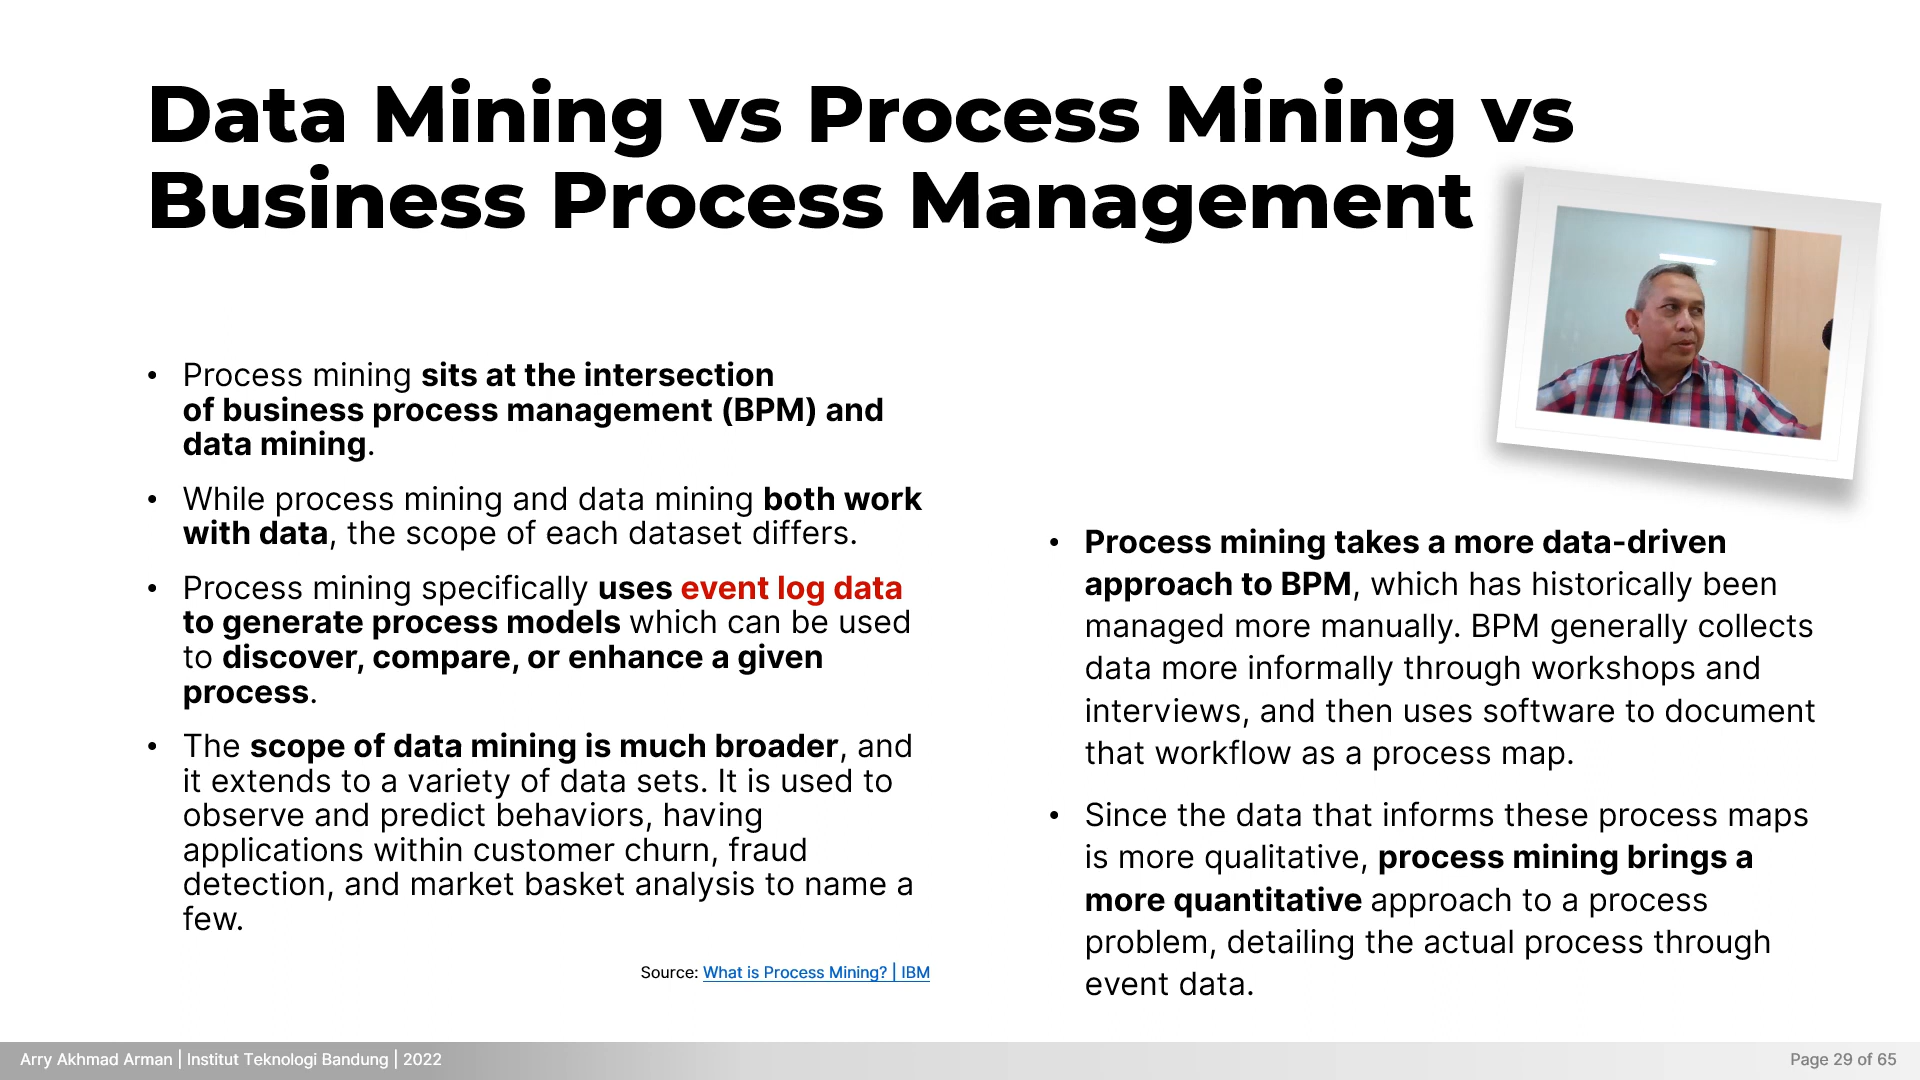 Data Mining vs Process Mining vs
Business Process Management
• Process mining sits at the intersection
of business process management (BPM) and
data mining.
• While process mining and data mining both work
with data, the scope of each dataset differs.
• Process mining specifically uses event log data
to generate process models which can be used
to discover, compare, or enhance a given
process.
• The scope of data mining is much broader, and
it extends to a variety of data sets. It is used to
observe and predict behaviors, having
applications within customer churn, fraud
detection, and market basket analysis to name a
few.
Source: What is Process Mining? | IBM
• Process mining takes a more data-driven
approach to BPM, which has historically been
managed more manually. BPM generally collects
data more informally through workshops and
interviews, and then uses software to document
that workflow as a process map.
• Since the data that informs these process maps
is more qualitative, process mining brings a
more quantitative approach to a process
problem, detailing the actual process through
event data.
Arry Akhmad Arman | Institut Teknologi Bandung | 2022
Page 29 of 65